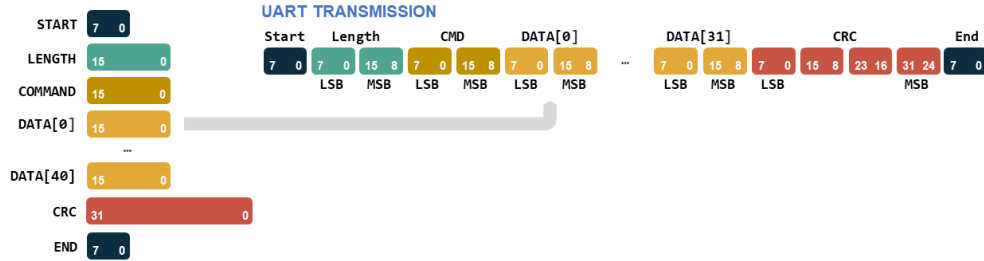 UART TRANSMISSION
START 7 0
LENGTH 15 0
COMMAND 15 0
DATA[0] 15 0
…
DATA[40] 15 0
CRC 31 0
END 7 0
Start Length CMD DATA[0] DATA[31] CRC End
7 0 7 0 15 8 7 0 15 8 7 0 15 8 … 7 0 15 8 7 0 15 8 23 16 31 24 7 0
LSB MSB LSB MSB LSB MSB LSB MSB LSB MSB